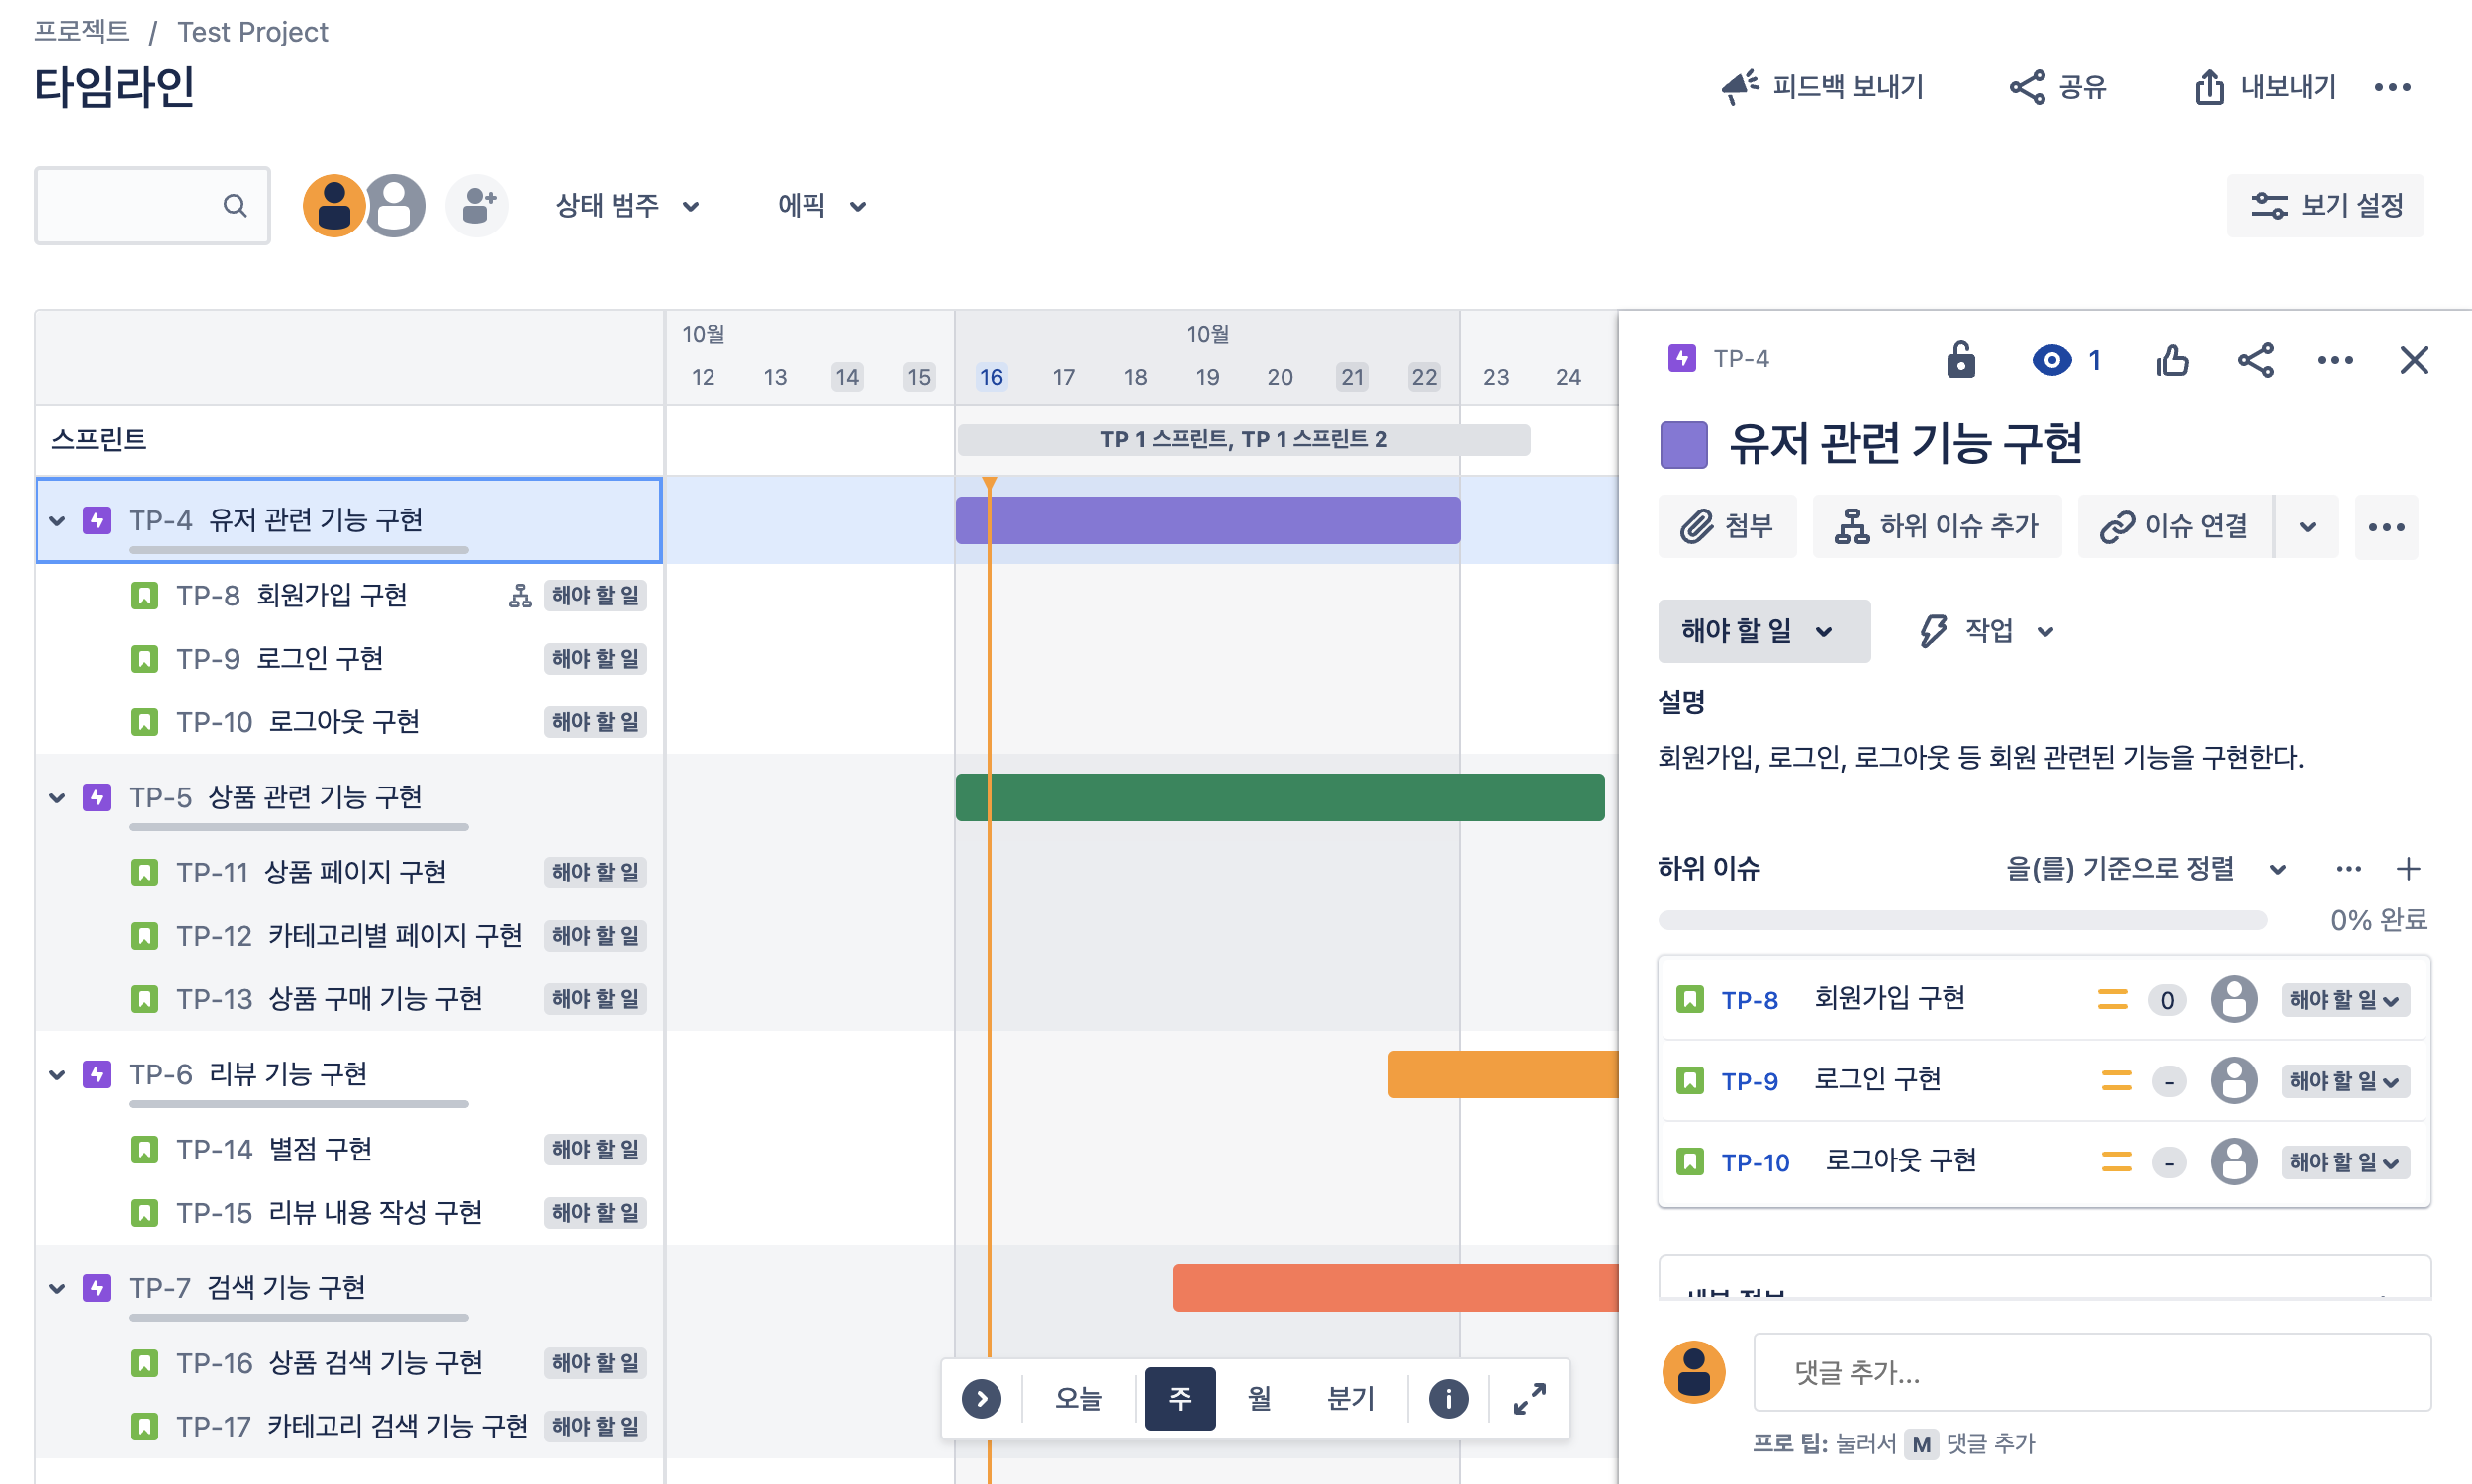 프로젝트 / Test Project
타임라인
피드백 보내기 공유 내보내기
상태 범주 에픽 보기 설정
10월 10월
12 13 14 15 16 17 18 19 20 21 22 23 24
스프린트
TP 1 스프린트, TP 1 스프린트 2
TP-4 유저 관련 기능 구현
TP-8 회원가입 구현 해야 할 일
TP-9 로그인 구현 해야 할 일
TP-10 로그아웃 구현 해야 할 일
TP-5 상품 관련 기능 구현
TP-11 상품 페이지 구현 해야 할 일
TP-12 카테고리별 페이지 구현 해야 할 일
TP-13 상품 구매 기능 구현 해야 할 일
TP-6 리뷰 기능 구현
TP-14 별점 구현 해야 할 일
TP-15 리뷰 내용 작성 구현 해야 할 일
TP-7 검색 기능 구현
TP-16 상품 검색 기능 구현 해야 할 일
TP-17 카테고리 검색 기능 구현 해야 할 일
오늘 주 월 분기
TP-4 1
유저 관련 기능 구현
첨부 하위 이슈 추가 이슈 연결
해야 할 일 작업
설명
회원가입, 로그인, 로그아웃 등 회원 관련된 기능을 구현한다.
하위 이슈 을(를) 기준으로 정렬
0% 완료
TP-8 회원가입 구현 0 해야 할 일
TP-9 로그인 구현 - 해야 할 일
TP-10 로그아웃 구현 - 해야 할 일
댓글 추가...
프로 팁: 눌러서 M 댓글 추가